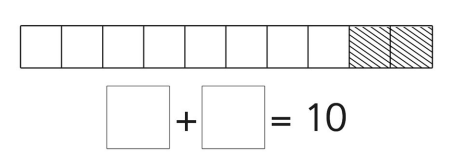 + = 10